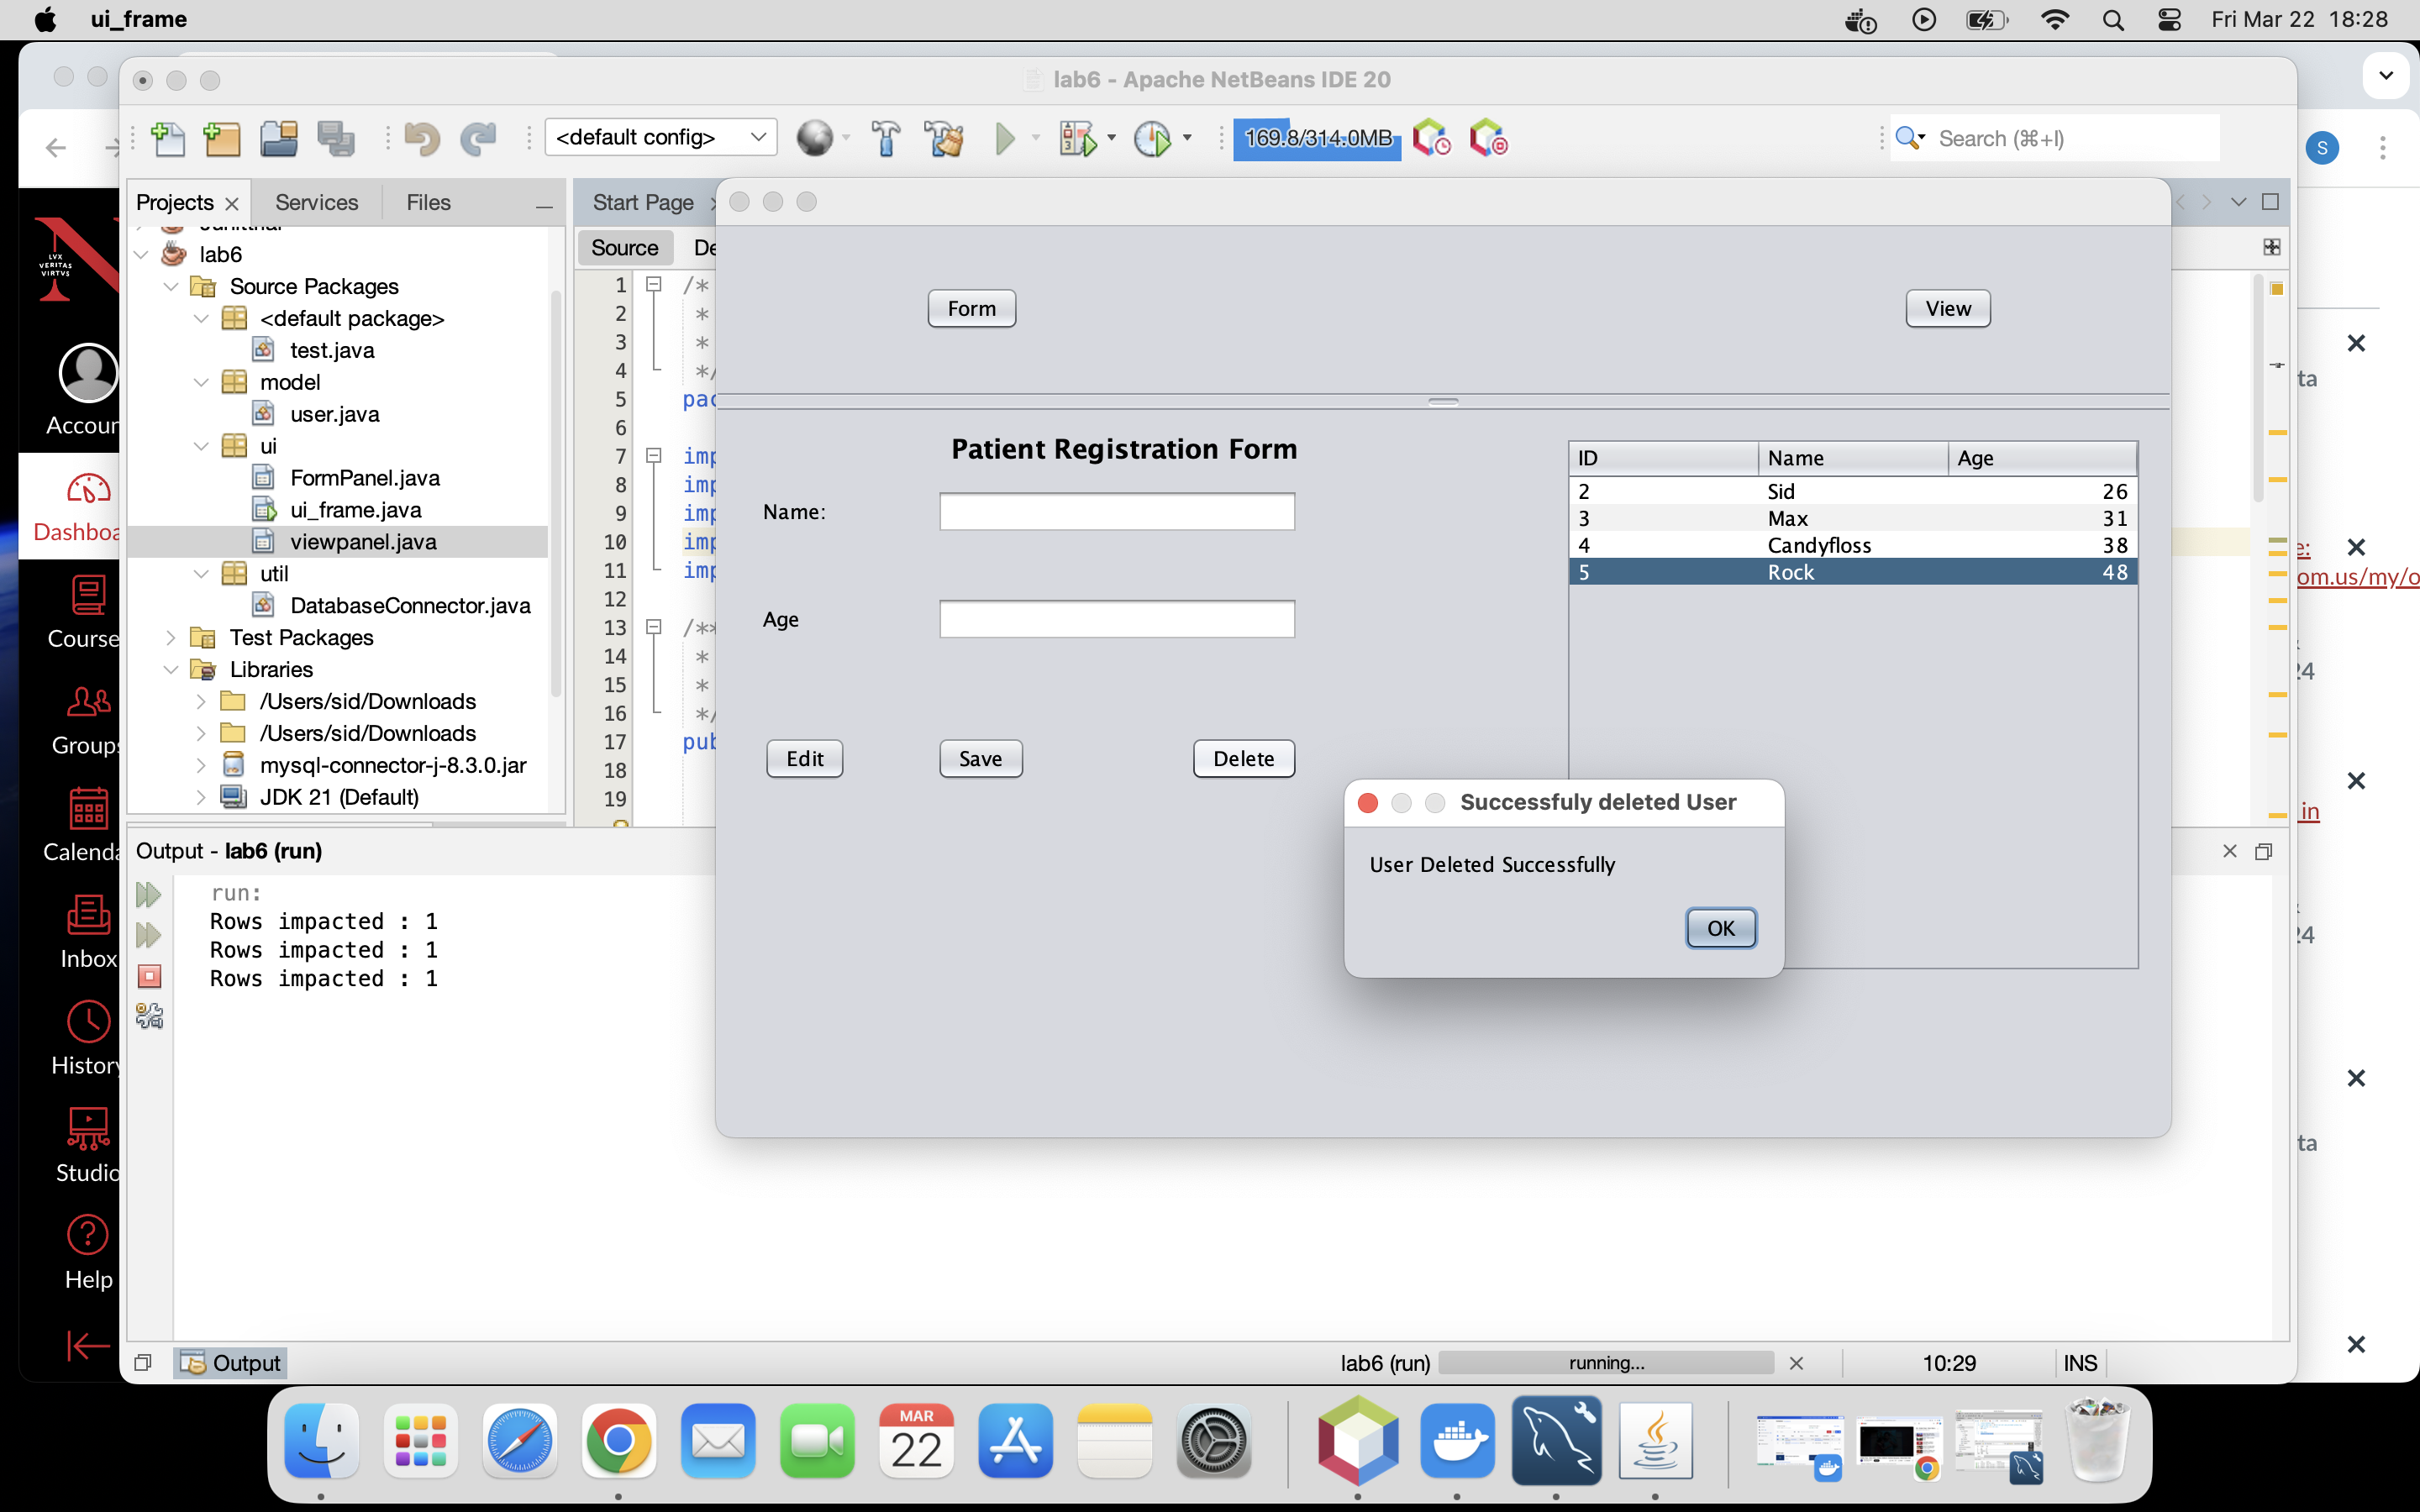 ui_frame
Fri Mar 22 18:28
lab6 - Apache NetBeans IDE 20
<default config>
169.8/314.0MB
Search (⌘+I)
S
LVX
VERITAS
VIRTVS
Accoun
Dashboa
Course
Groups
Calenda
Inbox
History
Studio
Help
Projects
Services
Files
lab6
Source Packages
<default package>
test.java
model
user.java
ui
FormPanel.java
ui_frame.java
viewpanel.java
util
DatabaseConnector.java
Test Packages
Libraries
/Users/sid/Downloads
/Users/sid/Downloads
mysql-connector-j-8.3.0.jar
JDK 21 (Default)
Start Page
Source De
1 /*
2 *
3 *
4 */
5 pac
6
7 imp
8 imp
9 imp
10 imp
11 imp
12
13 /**
14 *
15 *
16 */
17 pub
18
19
Form
View
Patient Registration Form
Name:
Age
Edit
Save
Delete
ID Name Age
2 Sid 26
3 Max 31
4 Candyfloss 38
5 Rock 48
Successfuly deleted User
User Deleted Successfully
OK
ta
e:
om.us/my/o
24
in
24
ta
Output - lab6 (run)
run:
Rows impacted : 1
Rows impacted : 1
Rows impacted : 1
Output
lab6 (run)
running...
10:29
INS
MAR
22